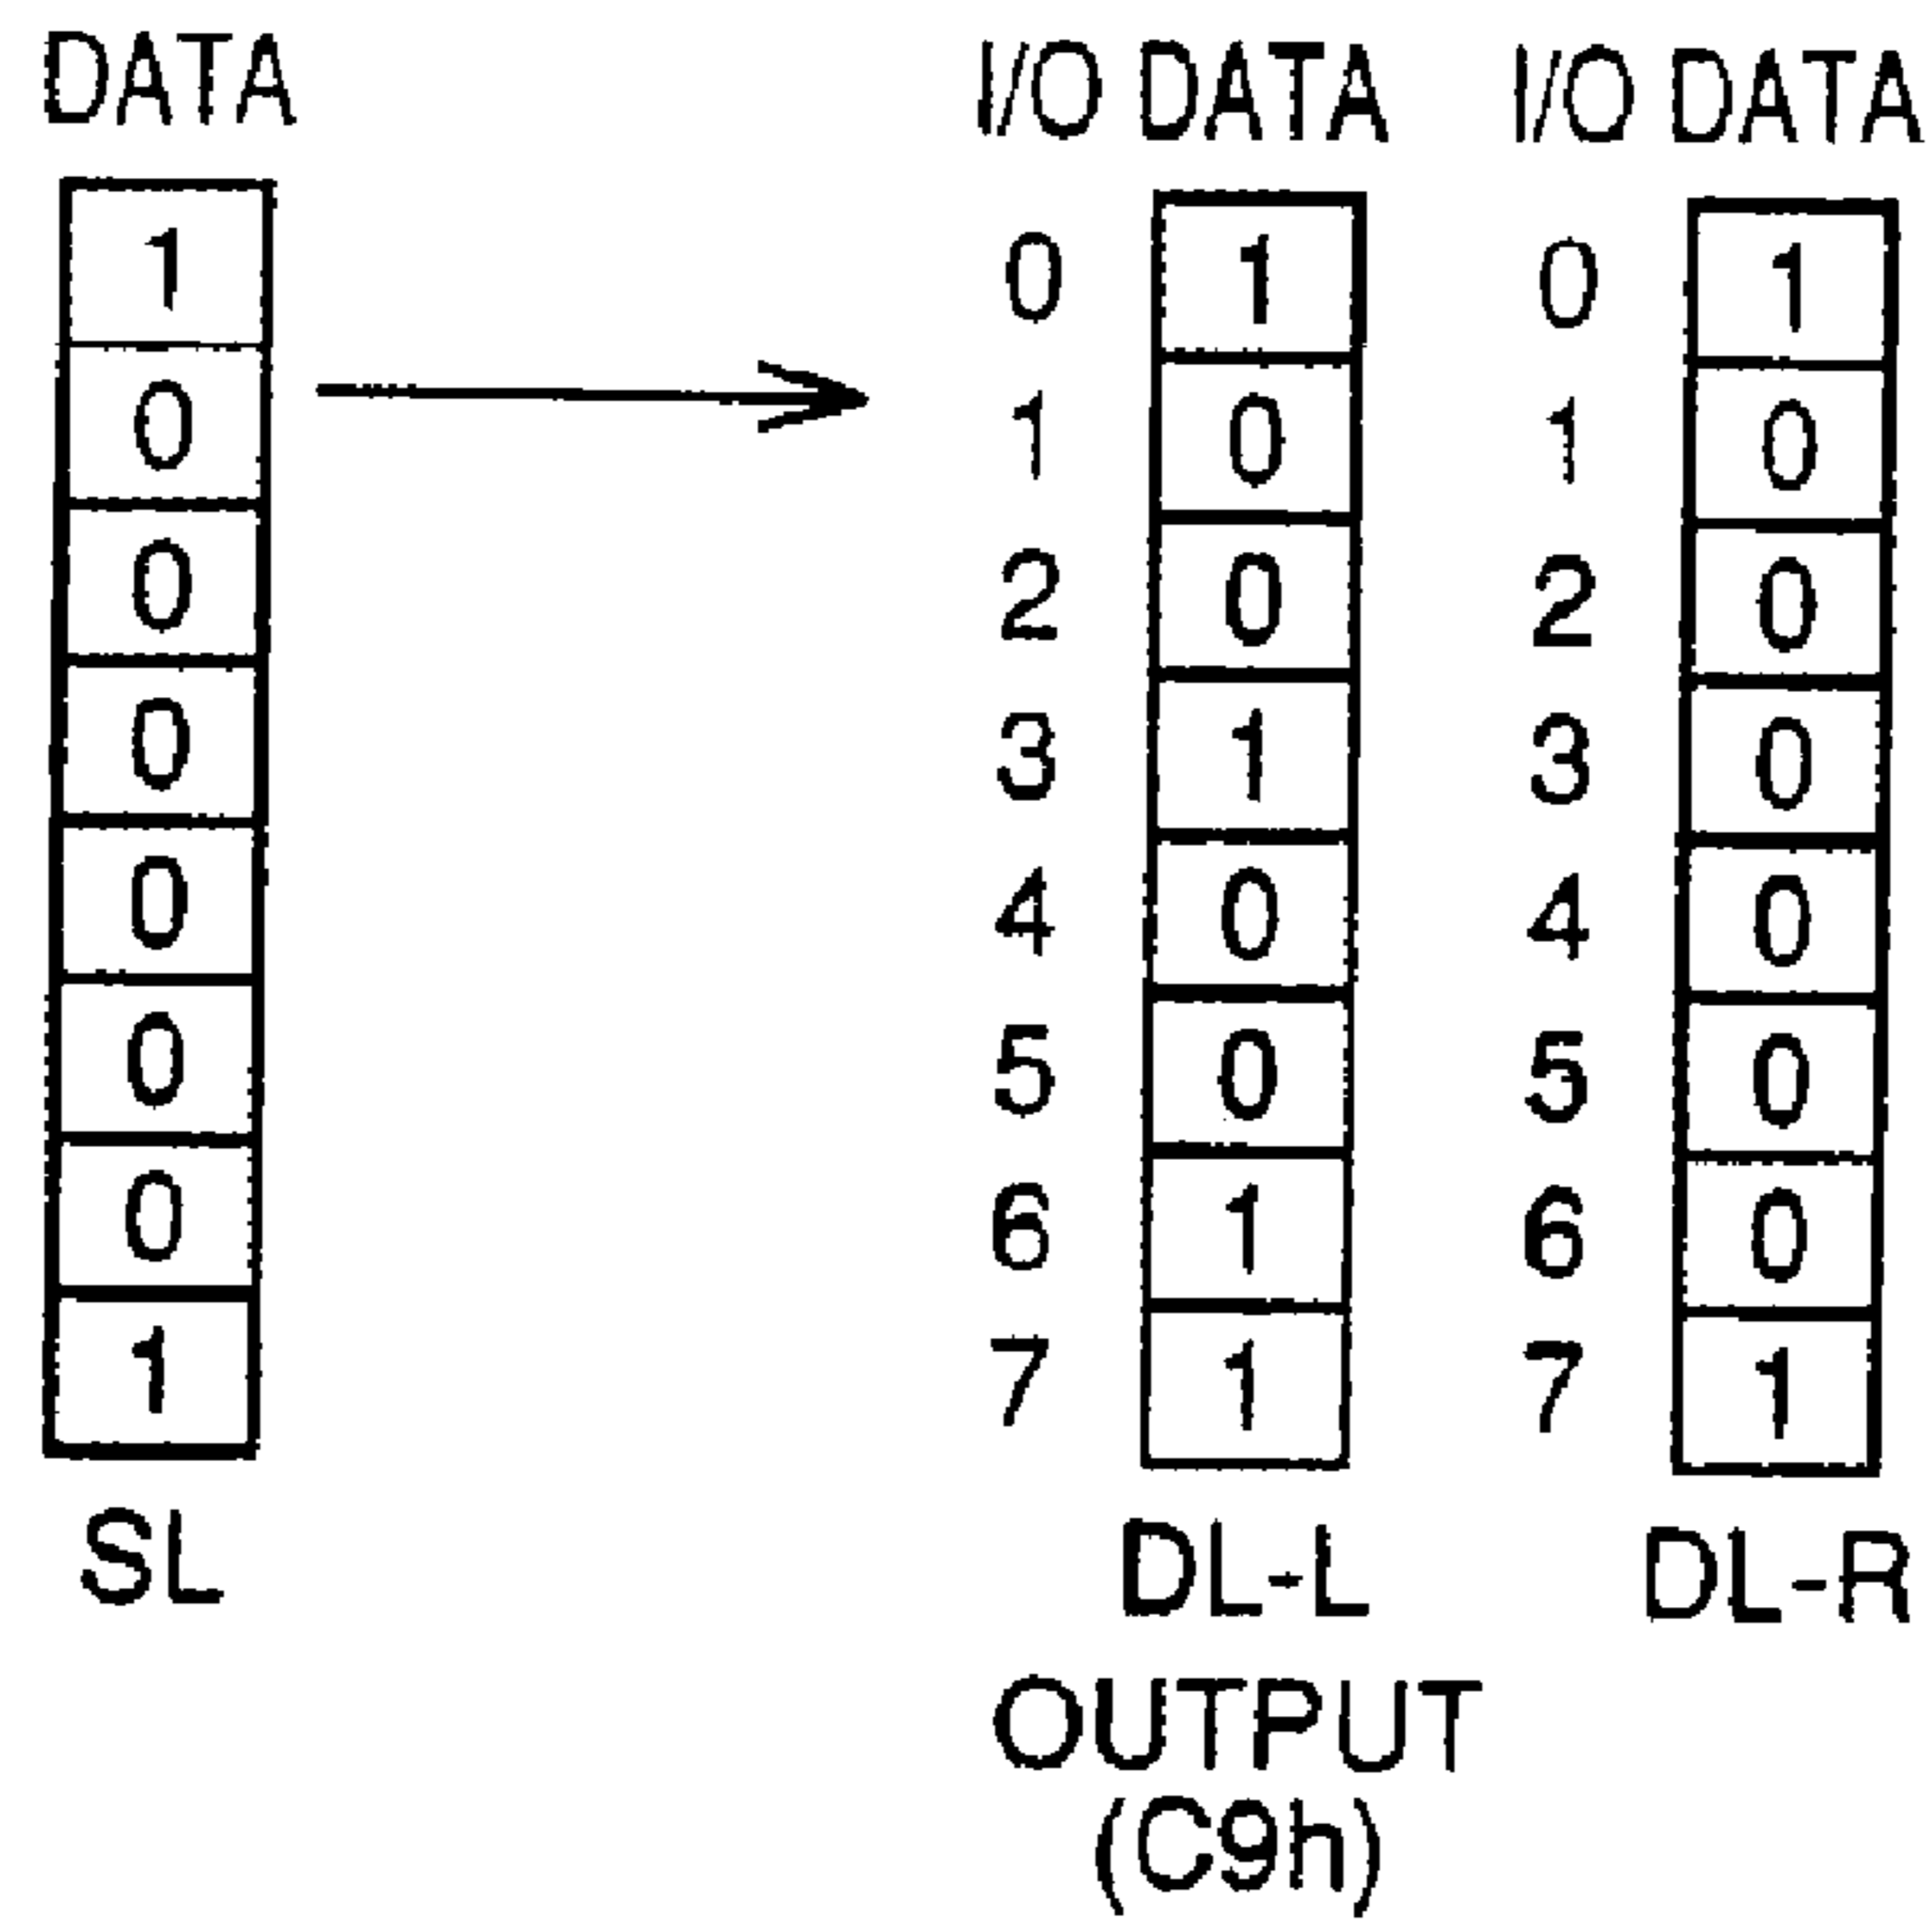 DATA I/O DATA I/O DATA
1 0 1 0 1
0 1 0 1 0
0 2 0 2 0
0 3 1 3 0
0 4 0 4 0
0 5 0 5 0
0 6 1 6 0
1 7 1 7 1
SL DL-L DL-R
OUTPUT
(C9h)